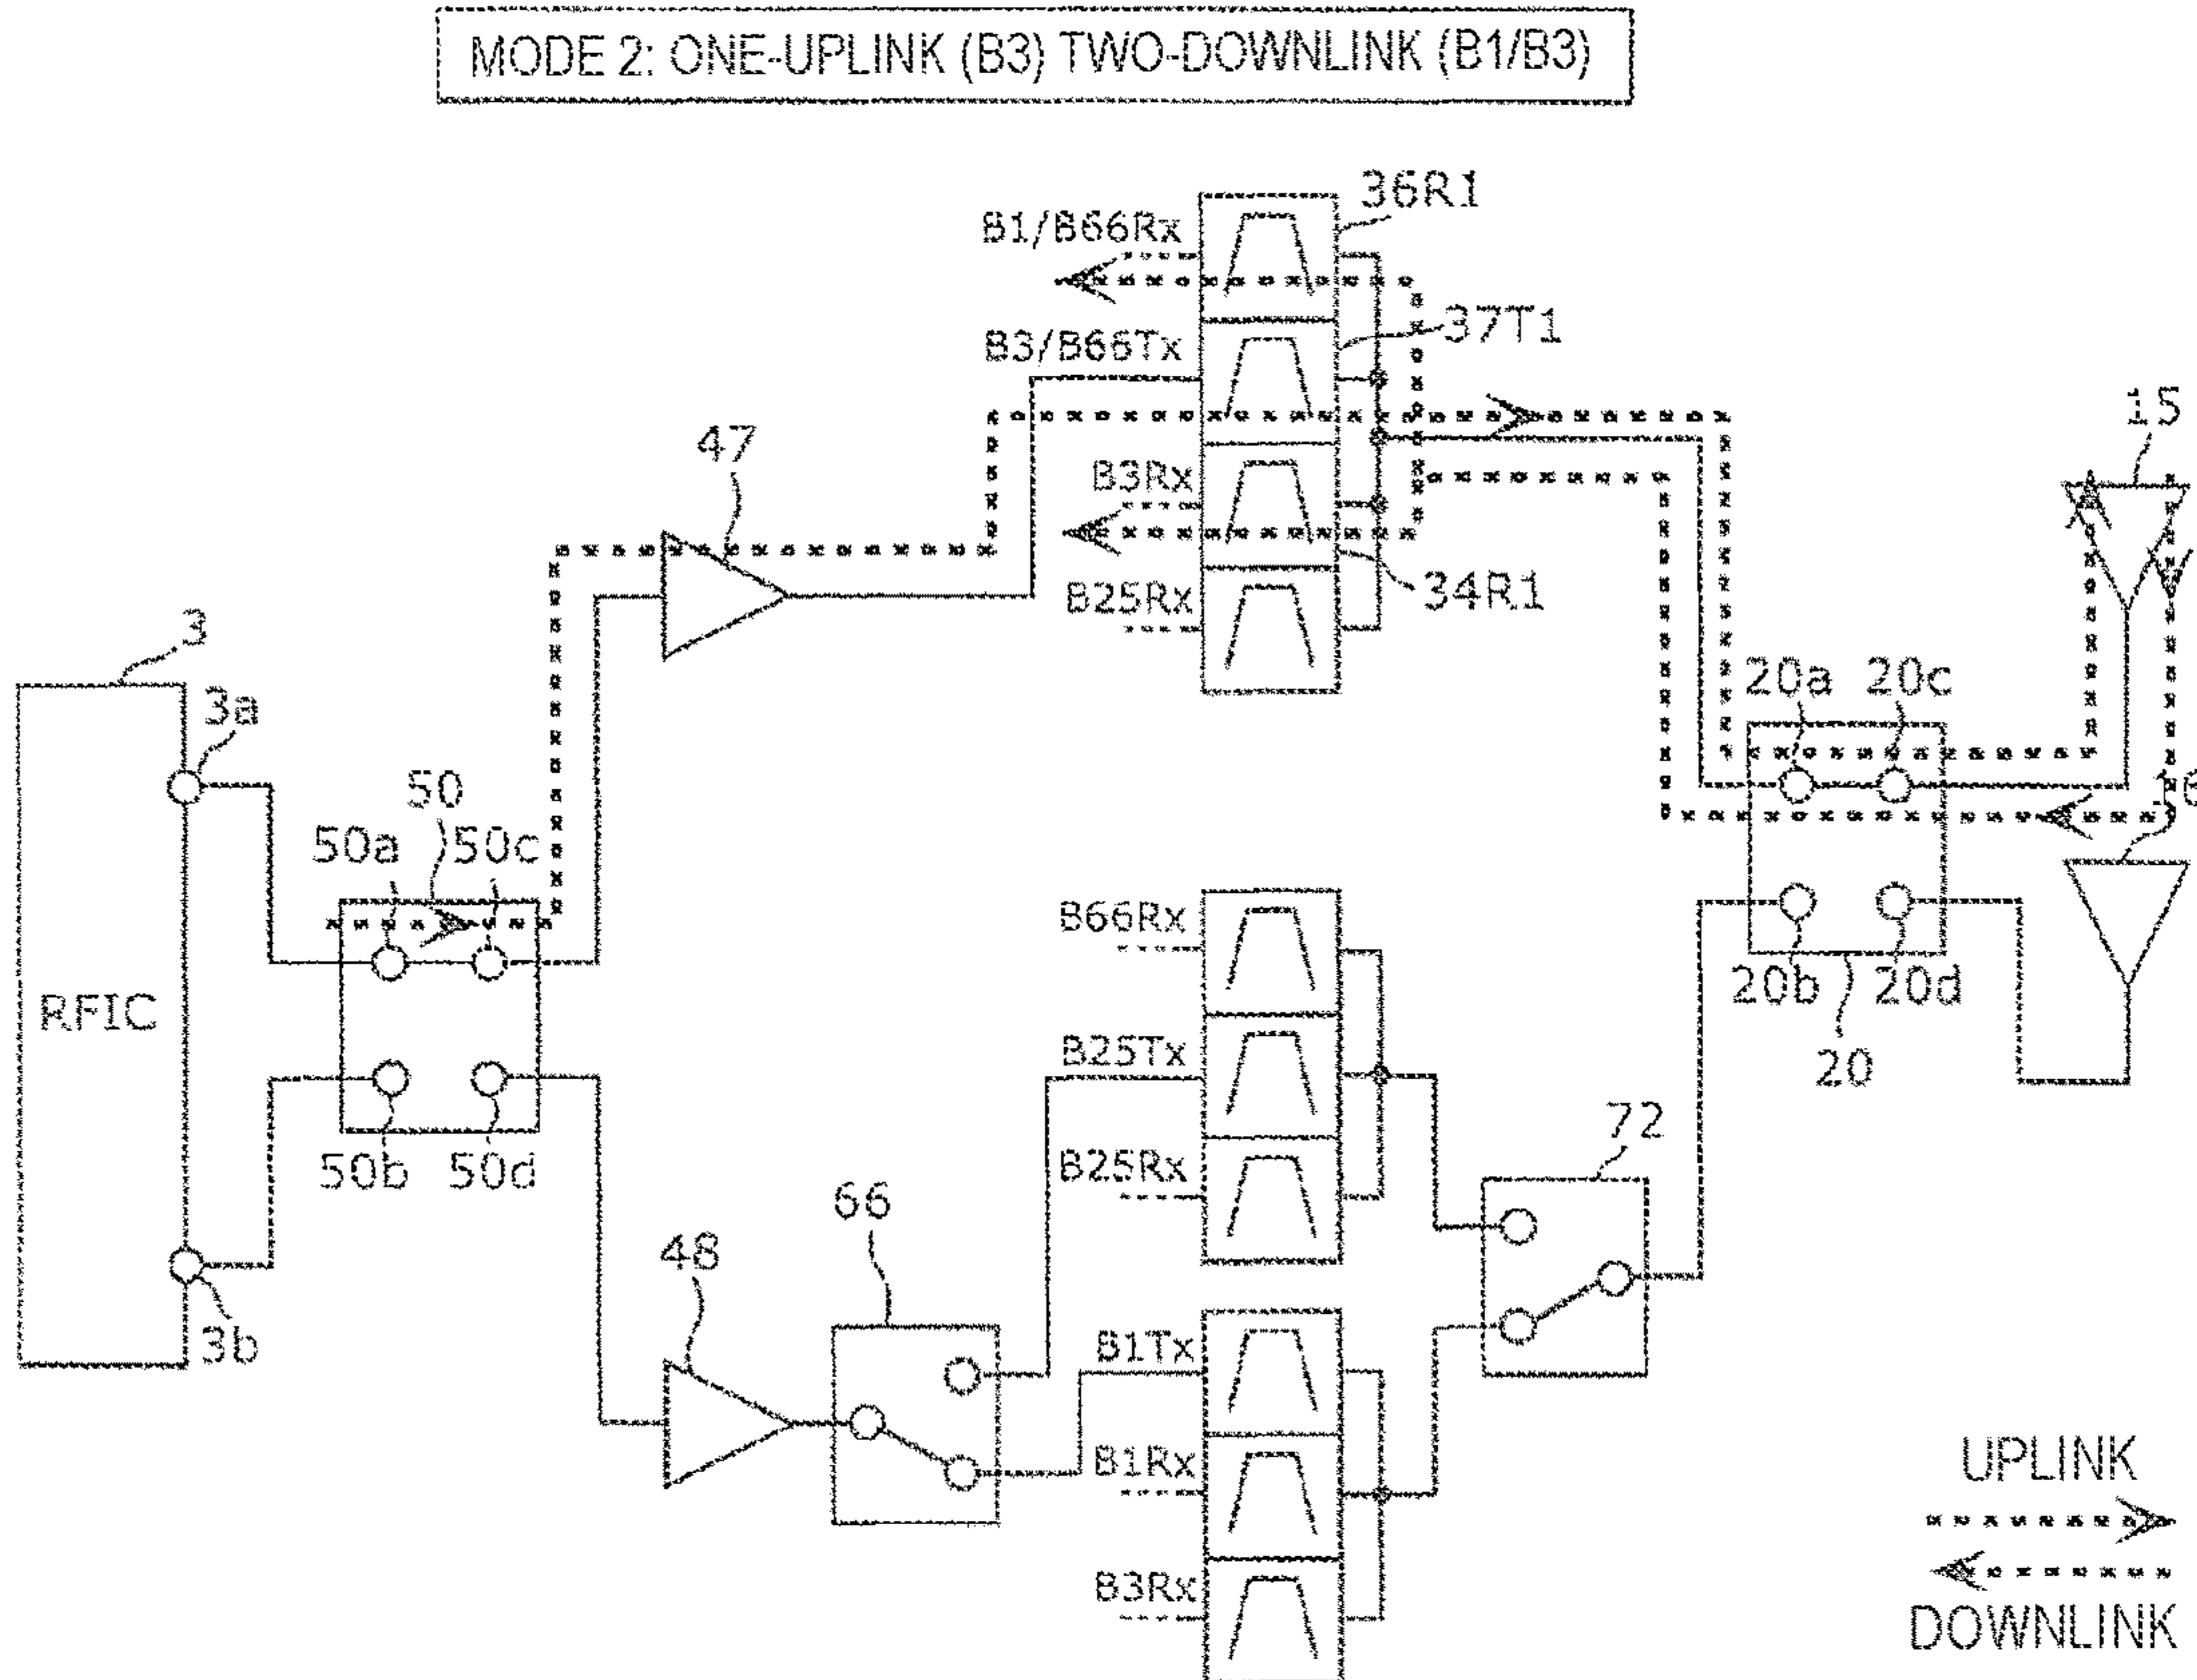 MODE 2: ONE-UPLINK (B3) TWO-DOWNLINK (B1/B3)
36R1
B1/B66Rx
37T1
B3/B66Tx
15
47
B3Rx
34R1
B25Rx
3
3a
20a 20c
50
16
50a 50c
B66Rx
20b 20d
RFIC
B25Tx
20
72
50b 50d
B25Rx
66
48
3b
B1Tx
B1Rx
UPLINK
B3Rx
DOWNLINK